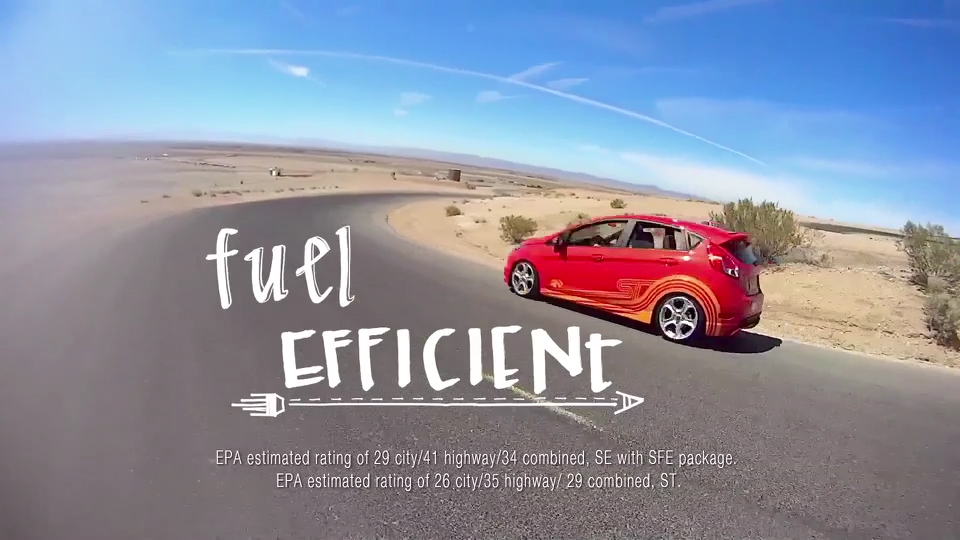 fuel
EFFICIENt
ST
EPA estimated rating of 29 city/41 highway/34 combined, SE with SFE package.
EPA estimated rating of 26 city/35 highway/ 29 combined, ST.